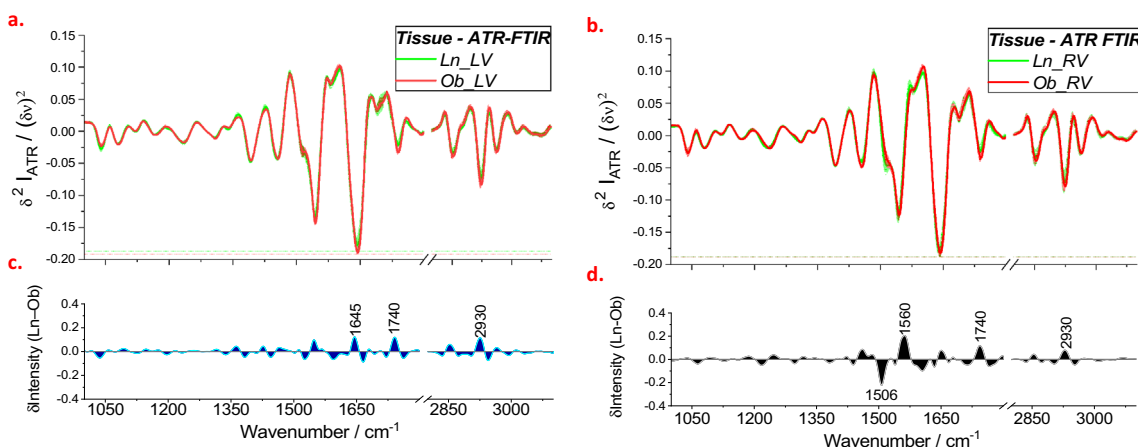 a.
Tissue - ATR-FTIR
Ln_LV
Ob_LV
0.15
0.10
0.05
0.00
-0.05
-0.10
-0.15
-0.20
δ² I_ATR / (δν)²
b.
Tissue - ATR FTIR
Ln_RV
Ob_RV
0.15
0.10
0.05
0.00
-0.05
-0.10
-0.15
-0.20
δ² I_ATR / (δν)²
c.
0.4
0.2
0.0
-0.2
-0.4
δIntensity (Ln–Ob)
1645
1740
2930
1050 1200 1350 1500 1650 2850 3000
Wavenumber / cm⁻¹
d.
0.4
0.2
0.0
-0.2
-0.4
δIntensity (Ln-Ob)
1560
1740
2930
1506
1050 1200 1350 1500 1650 2850 3000
Wavenumber / cm⁻¹